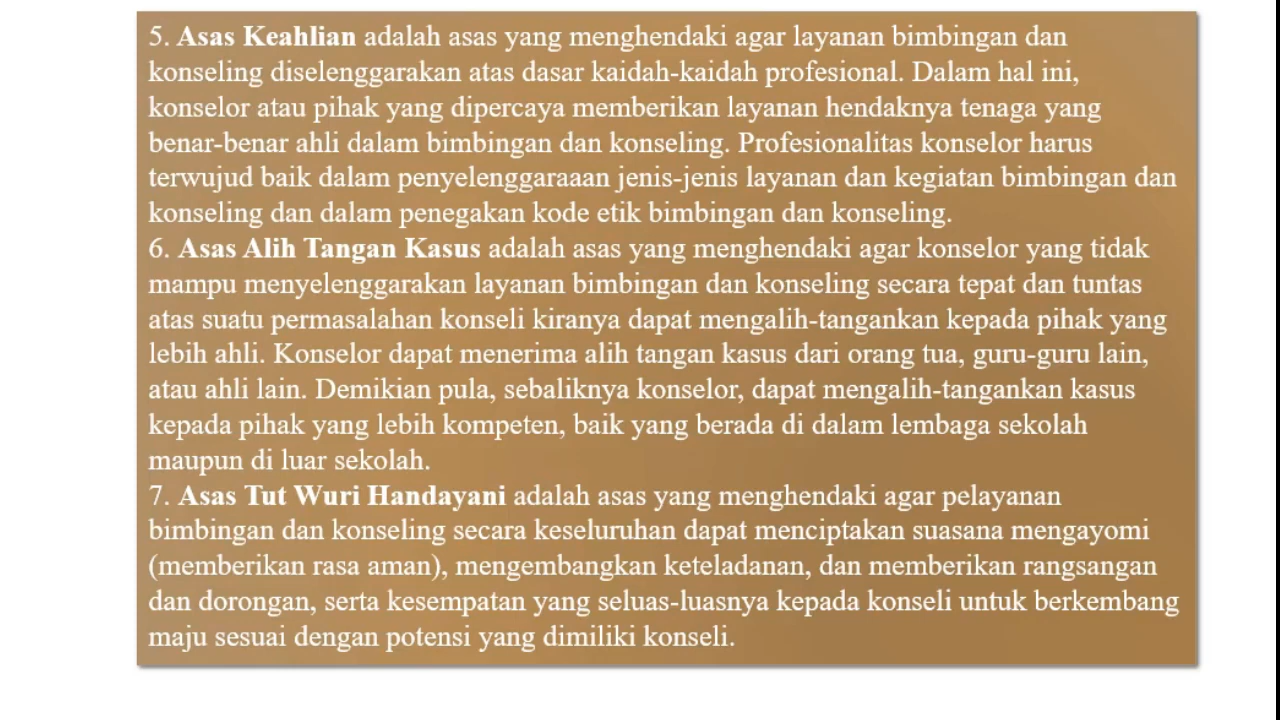 5. Asas Keahlian adalah asas yang menghendaki agar layanan bimbingan dan
konseling diselenggarakan atas dasar kaidah-kaidah profesional. Dalam hal ini,
konselor atau pihak yang dipercaya memberikan layanan hendaknya tenaga yang
benar-benar ahli dalam bimbingan dan konseling. Profesionalitas konselor harus
terwujud baik dalam penyelenggaraaan jenis-jenis layanan dan kegiatan bimbingan dan
konseling dan dalam penegakan kode etik bimbingan dan konseling.
6. Asas Alih Tangan Kasus adalah asas yang menghendaki agar konselor yang tidak
mampu menyelenggarakan layanan bimbingan dan konseling secara tepat dan tuntas
atas suatu permasalahan konseli kiranya dapat mengalih-tangankan kepada pihak yang
lebih ahli. Konselor dapat menerima alih tangan kasus dari orang tua, guru-guru lain,
atau ahli lain. Demikian pula, sebaliknya konselor, dapat mengalih-tangankan kasus
kepada pihak yang lebih kompeten, baik yang berada di dalam lembaga sekolah
maupun di luar sekolah.
7. Asas Tut Wuri Handayani adalah asas yang menghendaki agar pelayanan
bimbingan dan konseling secara keseluruhan dapat menciptakan suasana mengayomi
(memberikan rasa aman), mengembangkan keteladanan, dan memberikan rangsangan
dan dorongan, serta kesempatan yang seluas-luasnya kepada konseli untuk berkembang
maju sesuai dengan potensi yang dimiliki konseli.